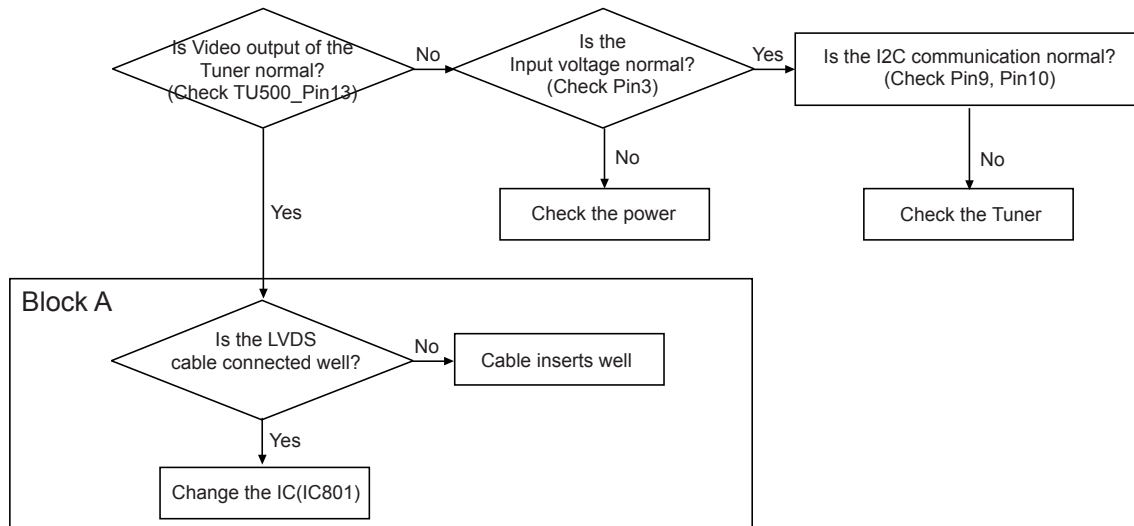 Is Video output of the
Tuner normal?
(Check TU500_Pin13)
No
Is the
Input voltage normal?
(Check Pin3)
Yes
Is the I2C communication normal?
(Check Pin9, Pin10)
No
Check the power
No
Check the Tuner
Yes
Block A
Is the LVDS
cable connected well?
No
Cable inserts well
Yes
Change the IC(IC801)